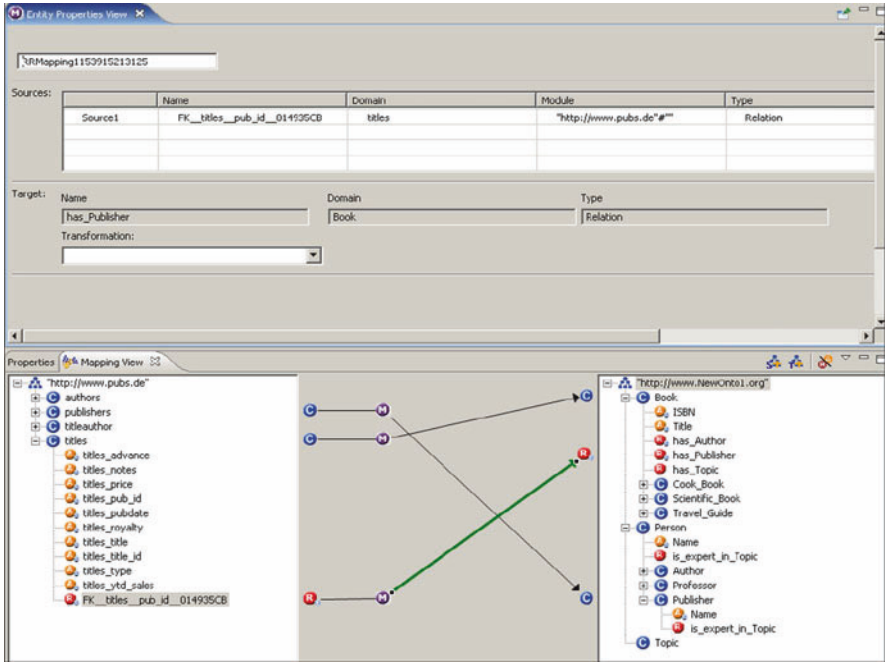 Entity Properties View
RRMapping1153915213125
Sources:
Name Domain Module Type
Source1 FK__titles__pub_id__014935CB titles "http://www.pubs.de"#"" Relation
Target:
Name Domain Type
has_Publisher Book Relation
Transformation:
Properties Mapping View
"http://www.pubs.de"
authors
publishers
titleauthor
titles
titles_advance
titles_notes
titles_price
titles_pub_id
titles_pubdate
titles_royalty
titles_title
titles_title_id
titles_type
titles_ytd_sales
FK__titles__pub_id__014935CB
C M C
C M
R
R M C
"http://www.NewOnto1.org"
Book
ISBN
Title
has_Author
has_Publisher
has_Topic
Cook_Book
Scientific_Book
Travel_Guide
Person
Name
is_expert_in_Topic
Author
Professor
Publisher
Name
is_expert_in_Topic
Topic